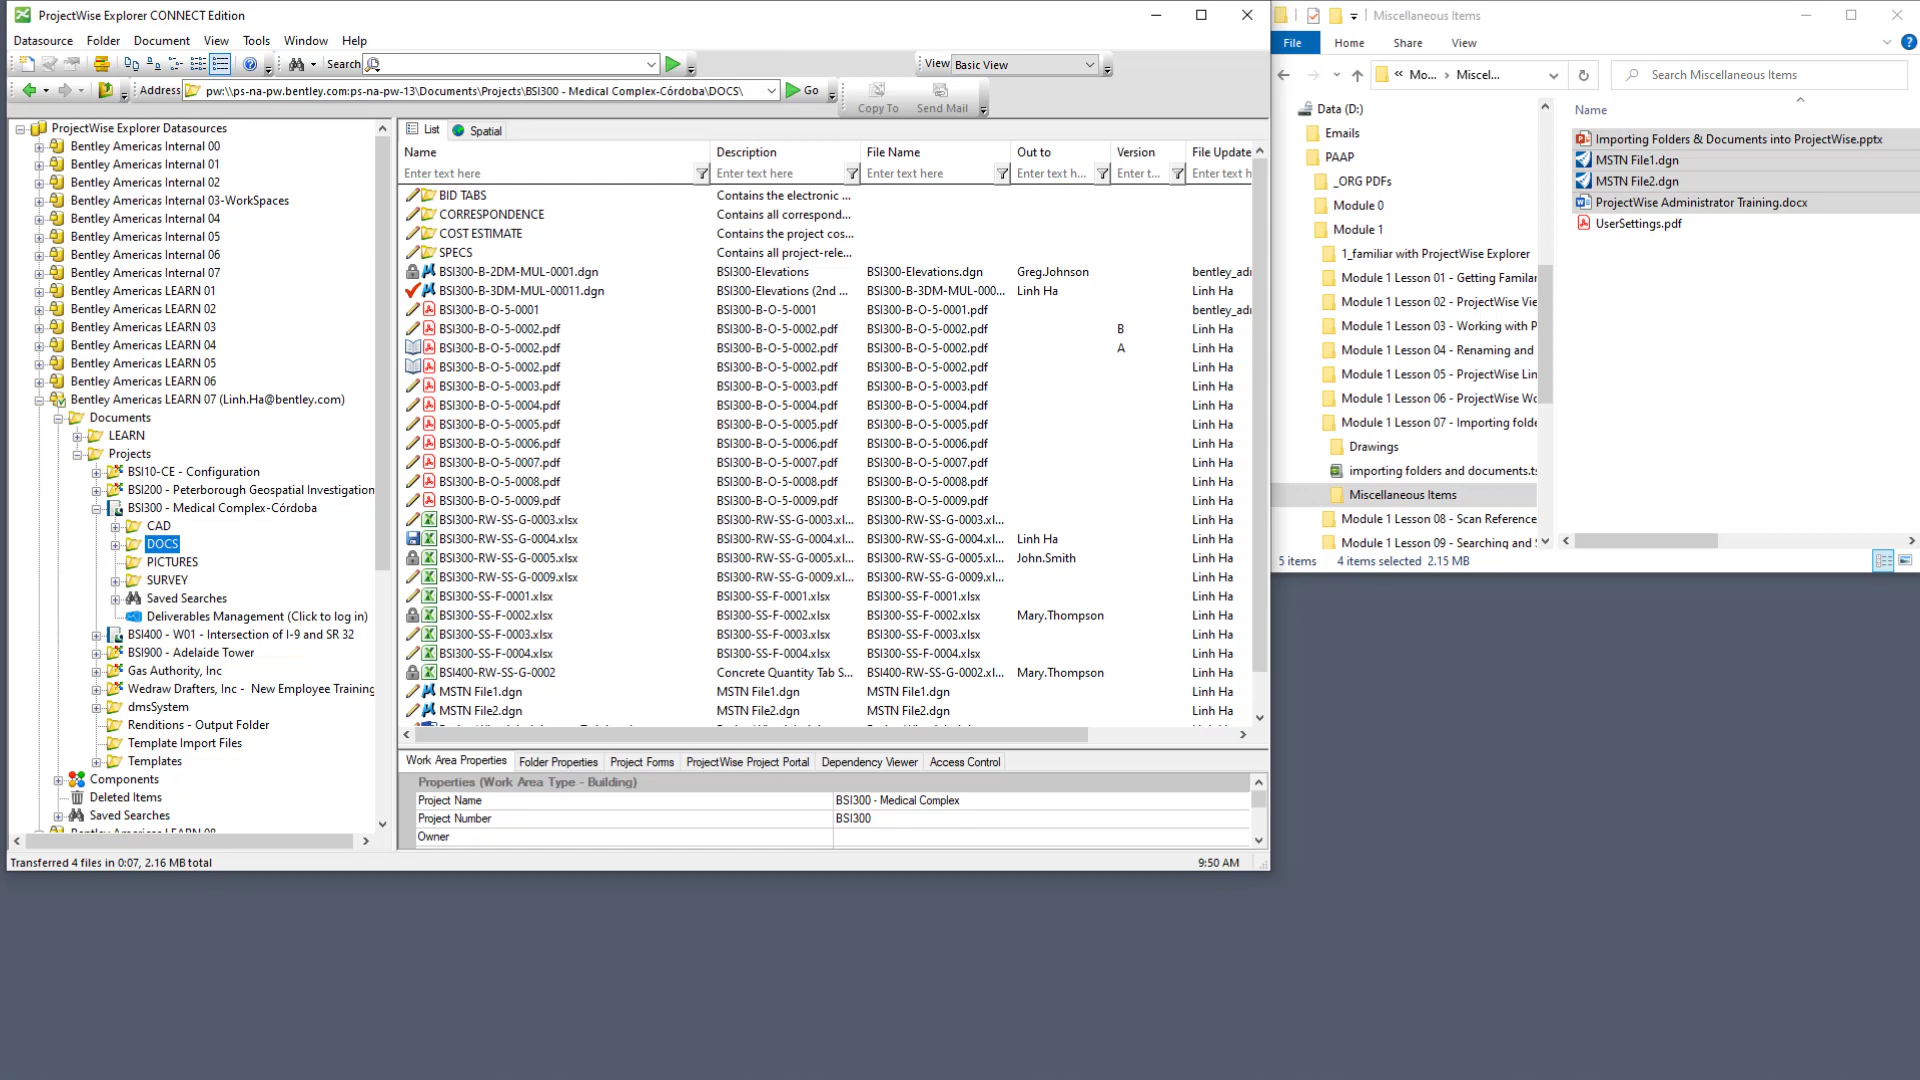 ProjectWise Explorer CONNECT Edition
Datasource Folder Document View Tools Window Help
Search
View Basic View
Address pw:\\ps-na-pw.bentley.com:ps-na-pw-13\Documents\Projects\BSI300 - Medical Complex-Córdoba\DOCS\ Go
Copy To Send Mail
ProjectWise Explorer Datasources
Bentley Americas Internal 00
Bentley Americas Internal 01
Bentley Americas Internal 02
Bentley Americas Internal 03-WorkSpaces
Bentley Americas Internal 04
Bentley Americas Internal 05
Bentley Americas Internal 06
Bentley Americas Internal 07
Bentley Americas LEARN 01
Bentley Americas LEARN 02
Bentley Americas LEARN 03
Bentley Americas LEARN 04
Bentley Americas LEARN 05
Bentley Americas LEARN 06
Bentley Americas LEARN 07 (Linh.Ha@bentley.com)
Documents
LEARN
Projects
BSI10-CE - Configuration
BSI200 - Peterborough Geospatial Investigation
BSI300 - Medical Complex-Córdoba
CAD
DOCS
PICTURES
SURVEY
Saved Searches
Deliverables Management (Click to log in)
BSI400 - W01 - Intersection of I-9 and SR 32
BSI900 - Adelaide Tower
Gas Authority, Inc
Wedraw Drafters, Inc - New Employee Training
dmsSystem
Renditions - Output Folder
Template Import Files
Templates
Components
Deleted Items
Saved Searches
Bentley Americas LEARN 08
List Spatial
Name Description File Name Out to Version File Update
Enter text here Enter text here Enter text here Enter text h... Enter t... Enter text h
BID TABS Contains the electronic ...
CORRESPONDENCE Contains all correspond...
COST ESTIMATE Contains the project cos...
SPECS Contains all project-rele...
BSI300-B-2DM-MUL-0001.dgn BSI300-Elevations BSI300-Elevations.dgn Greg.Johnson bentley_adr
BSI300-B-3DM-MUL-00011.dgn BSI300-Elevations (2nd ... BSI300-B-3DM-MUL-000... Linh Ha Linh Ha
BSI300-B-O-5-0001 BSI300-B-O-5-0001 BSI300-B-O-5-0001.pdf bentley_adr
BSI300-B-O-5-0002.pdf BSI300-B-O-5-0002.pdf BSI300-B-O-5-0002.pdf B Linh Ha
BSI300-B-O-5-0002.pdf BSI300-B-O-5-0002.pdf BSI300-B-O-5-0002.pdf A Linh Ha
BSI300-B-O-5-0002.pdf BSI300-B-O-5-0002.pdf BSI300-B-O-5-0002.pdf Linh Ha
BSI300-B-O-5-0003.pdf BSI300-B-O-5-0003.pdf BSI300-B-O-5-0003.pdf Linh Ha
BSI300-B-O-5-0004.pdf BSI300-B-O-5-0004.pdf BSI300-B-O-5-0004.pdf Linh Ha
BSI300-B-O-5-0005.pdf BSI300-B-O-5-0005.pdf BSI300-B-O-5-0005.pdf Linh Ha
BSI300-B-O-5-0006.pdf BSI300-B-O-5-0006.pdf BSI300-B-O-5-0006.pdf Linh Ha
BSI300-B-O-5-0007.pdf BSI300-B-O-5-0007.pdf BSI300-B-O-5-0007.pdf Linh Ha
BSI300-B-O-5-0008.pdf BSI300-B-O-5-0008.pdf BSI300-B-O-5-0008.pdf Linh Ha
BSI300-B-O-5-0009.pdf BSI300-B-O-5-0009.pdf BSI300-B-O-5-0009.pdf Linh Ha
BSI300-RW-SS-G-0003.xlsx BSI300-RW-SS-G-0003.xl... BSI300-RW-SS-G-0003.xl... Linh Ha
BSI300-RW-SS-G-0004.xlsx BSI300-RW-SS-G-0004.xl... BSI300-RW-SS-G-0004.xl... Linh Ha Linh Ha
BSI300-RW-SS-G-0005.xlsx BSI300-RW-SS-G-0005.xl... BSI300-RW-SS-G-0005.xl... John.Smith Linh Ha
BSI300-RW-SS-G-0009.xlsx BSI300-RW-SS-G-0009.xl... BSI300-RW-SS-G-0009.xl... Linh Ha
BSI300-SS-F-0001.xlsx BSI300-SS-F-0001.xlsx BSI300-SS-F-0001.xlsx Linh Ha
BSI300-SS-F-0002.xlsx BSI300-SS-F-0002.xlsx BSI300-SS-F-0002.xlsx Mary.Thompson Linh Ha
BSI300-SS-F-0003.xlsx BSI300-SS-F-0003.xlsx BSI300-SS-F-0003.xlsx Linh Ha
BSI300-SS-F-0004.xlsx BSI300-SS-F-0004.xlsx BSI300-SS-F-0004.xlsx Linh Ha
BSI400-RW-SS-G-0002 Concrete Quantity Tab S... BSI400-RW-SS-G-0002.xl... Mary.Thompson Linh Ha
MSTN File1.dgn MSTN File1.dgn MSTN File1.dgn Linh Ha
MSTN File2.dgn MSTN File2.dgn MSTN File2.dgn Linh Ha
Work Area Properties Folder Properties Project Forms ProjectWise Project Portal Dependency Viewer Access Control
Properties (Work Area Type - Building)
Project Name BSI300 - Medical Complex
Project Number BSI300
Owner
Transferred 4 files in 0:07, 2.16 MB total 9:50 AM
Miscellaneous Items
File Home Share View
« Mo... › Miscel... Search Miscellaneous Items
Data (D:)
Emails
PAAP
_ORG PDFs
Module 0
Module 1
1_familiar with ProjectWise Explorer
Module 1 Lesson 01 - Getting Familar
Module 1 Lesson 02 - ProjectWise Vie
Module 1 Lesson 03 - Working with P
Module 1 Lesson 04 - Renaming and
Module 1 Lesson 05 - ProjectWise Lin
Module 1 Lesson 06 - ProjectWise Wo
Module 1 Lesson 07 - Importing folde
Drawings
importing folders and documents.ts
Miscellaneous Items
Module 1 Lesson 08 - Scan Reference
Module 1 Lesson 09 - Searching and S
Name
Importing Folders & Documents into ProjectWise.pptx
MSTN File1.dgn
MSTN File2.dgn
ProjectWise Administrator Training.docx
UserSettings.pdf
5 items 4 items selected 2.15 MB